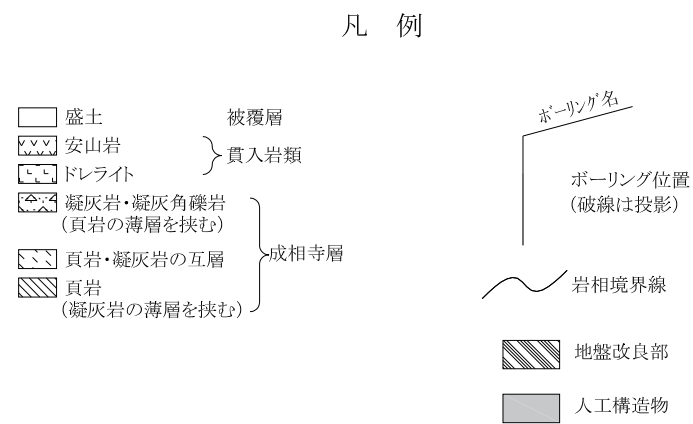 凡 例
盛土 被覆層
安山岩
貫入岩類
ドレライト
凝灰岩・凝灰角礫岩
(頁岩の薄層を挟む)
成相寺層
頁岩・凝灰岩の互層
頁岩
(凝灰岩の薄層を挟む)
ボーリング名
ボーリング位置
(破線は投影)
岩相境界線
地盤改良部
人工構造物